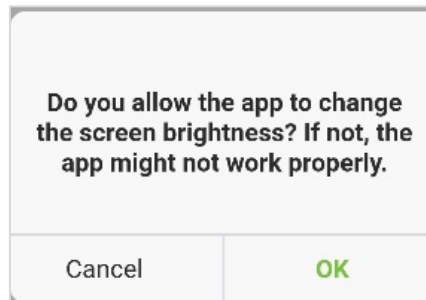 Do you allow the app to change
the screen brightness? If not, the
app might not work properly.
Cancel
OK